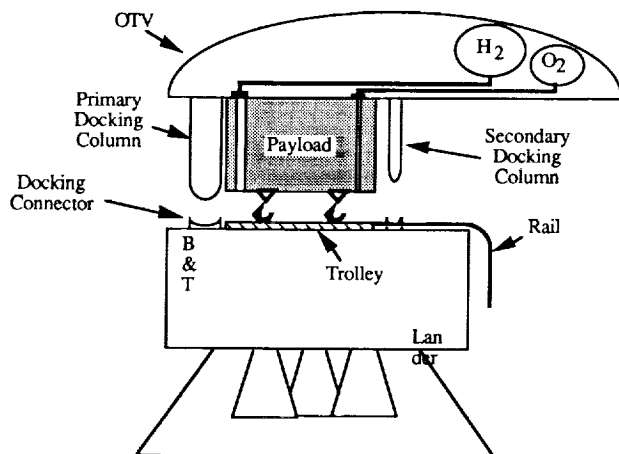 OTV
H2
O2
Primary
Docking
Column
Payload
Secondary
Docking
Column
Docking
Connector
B
&
T
Trolley
Rail
Lan
der